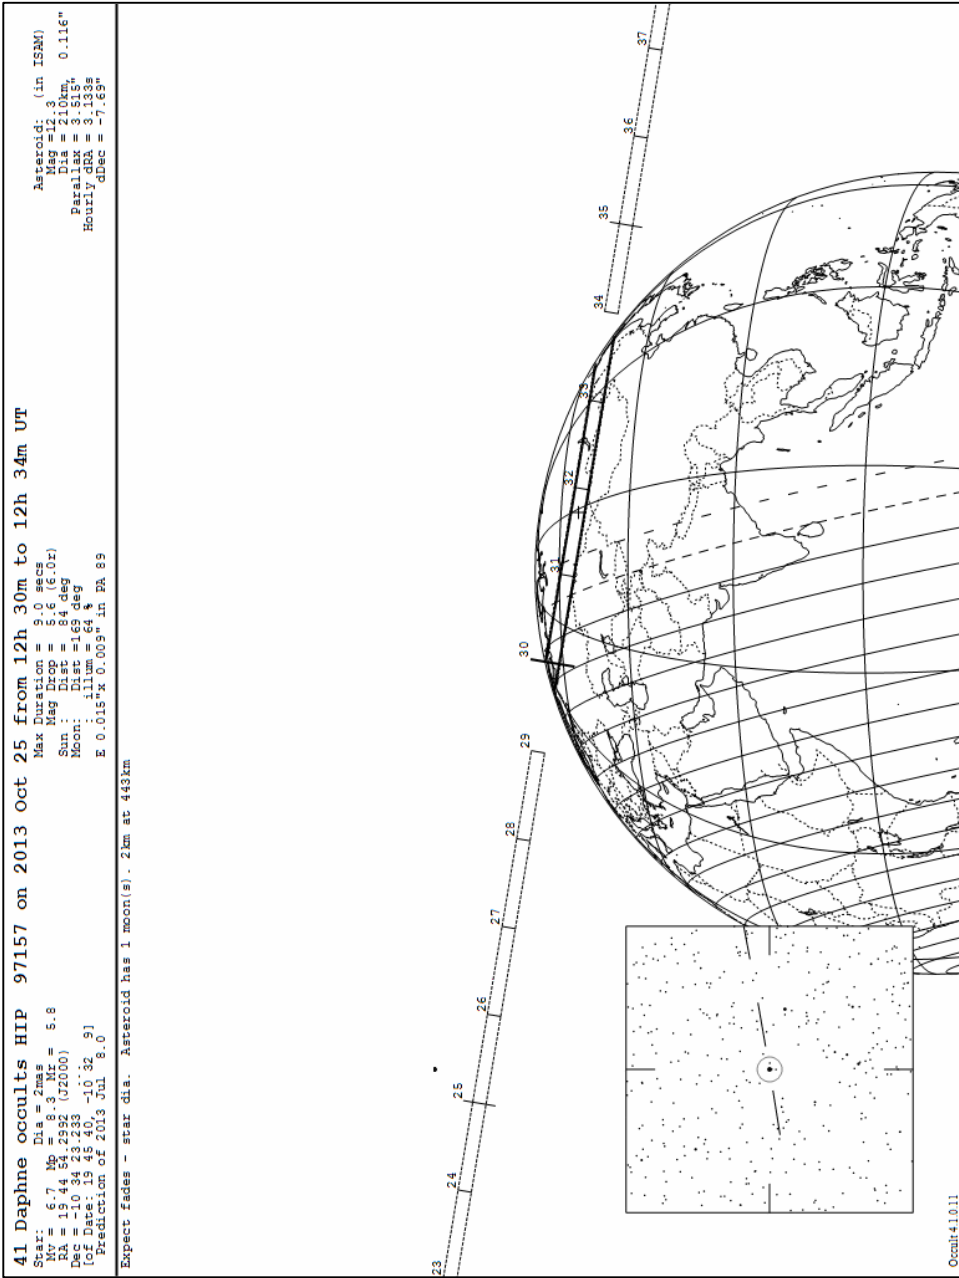 41 Daphne occults HIP 97157 on 2013 Oct 25 from 12h 30m to 12h 34m UT
Star: Dia = 2mas
Mv = 6.7 Mp = 8.3 Mr = 5.8
RA = 19 44 54.2992 (J2000)
Dec = -10 34 23.233 ...
[of Date: 19 45 40, -10 32 9]
Prediction of 2013 Jul 8.0
Max Duration = 9.0 secs
Mag Drop = 5.6 (6.0r)
Sun : Dist = 84 deg
Moon: Dist =169 deg
: illum = 64 %
E 0.015"x 0.009" in PA 89
Asteroid: (in ISAM)
Mag =12.3
Dia = 210km, 0.116"
Parallax = 3.515"
Hourly dRA = 3.133s
dDec = -7.69"
Expect fades - star dia. Asteroid has 1 moon(s). 2km at 443km
23
24
25
26
27
28
29
30
31
32
33
34
35
36
37
Occult 4.1.0.11